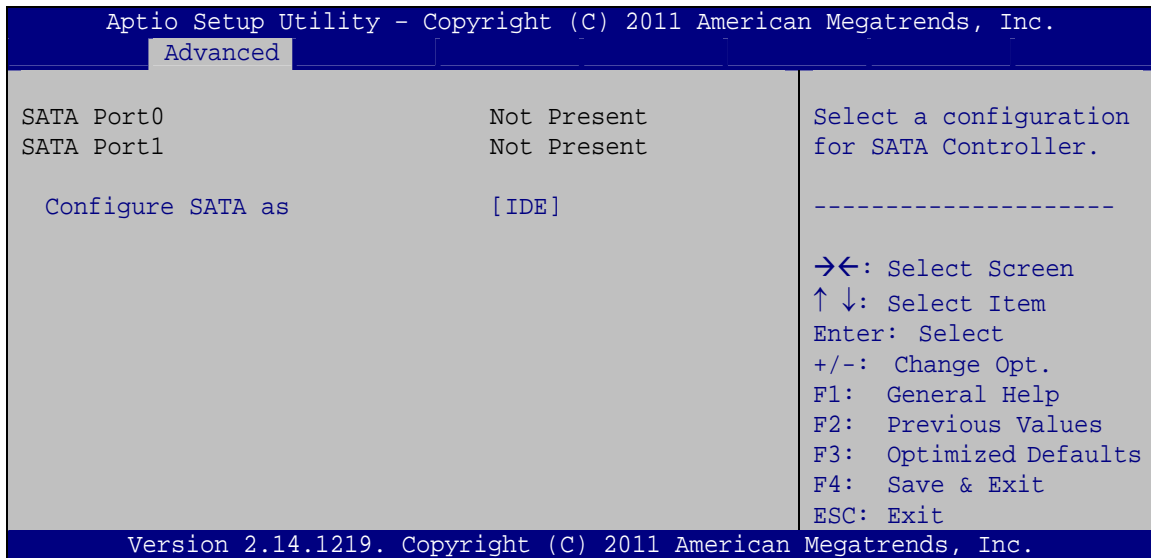 Aptio Setup Utility – Copyright (C) 2011 American Megatrends, Inc.
Advanced
SATA Port0 Not Present
SATA Port1 Not Present
Configure SATA as [IDE]
Select a configuration
for SATA Controller.
---------------------
→←: Select Screen
↑ ↓: Select Item
Enter: Select
+/-: Change Opt.
F1: General Help
F2: Previous Values
F3: Optimized Defaults
F4: Save & Exit
ESC: Exit
Version 2.14.1219. Copyright (C) 2011 American Megatrends, Inc.